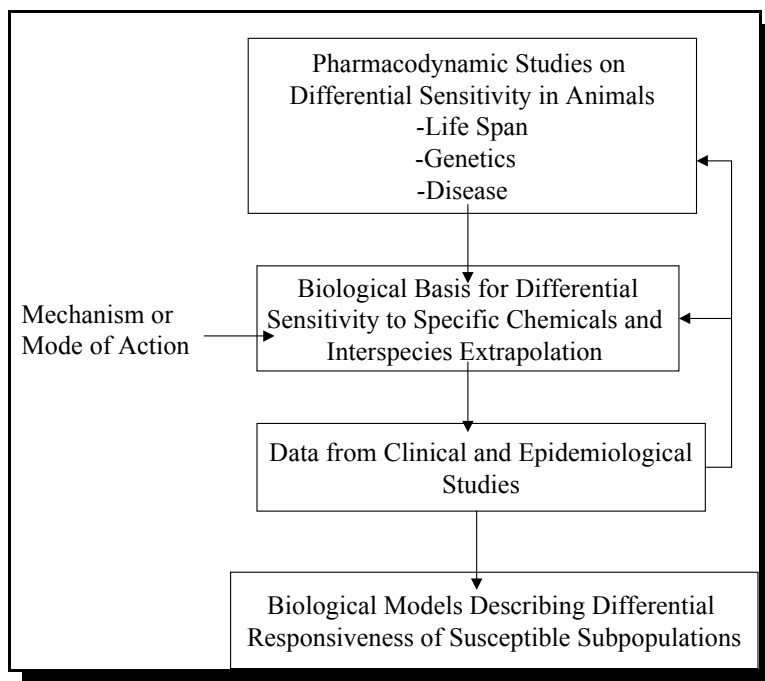 Pharmacodynamic Studies on
Differential Sensitivity in Animals
-Life Span
-Genetics
-Disease
Mechanism or
Mode of Action
Biological Basis for Differential
Sensitivity to Specific Chemicals and
Interspecies Extrapolation
Data from Clinical and Epidemiological
Studies
Biological Models Describing Differential
Responsiveness of Susceptible Subpopulations